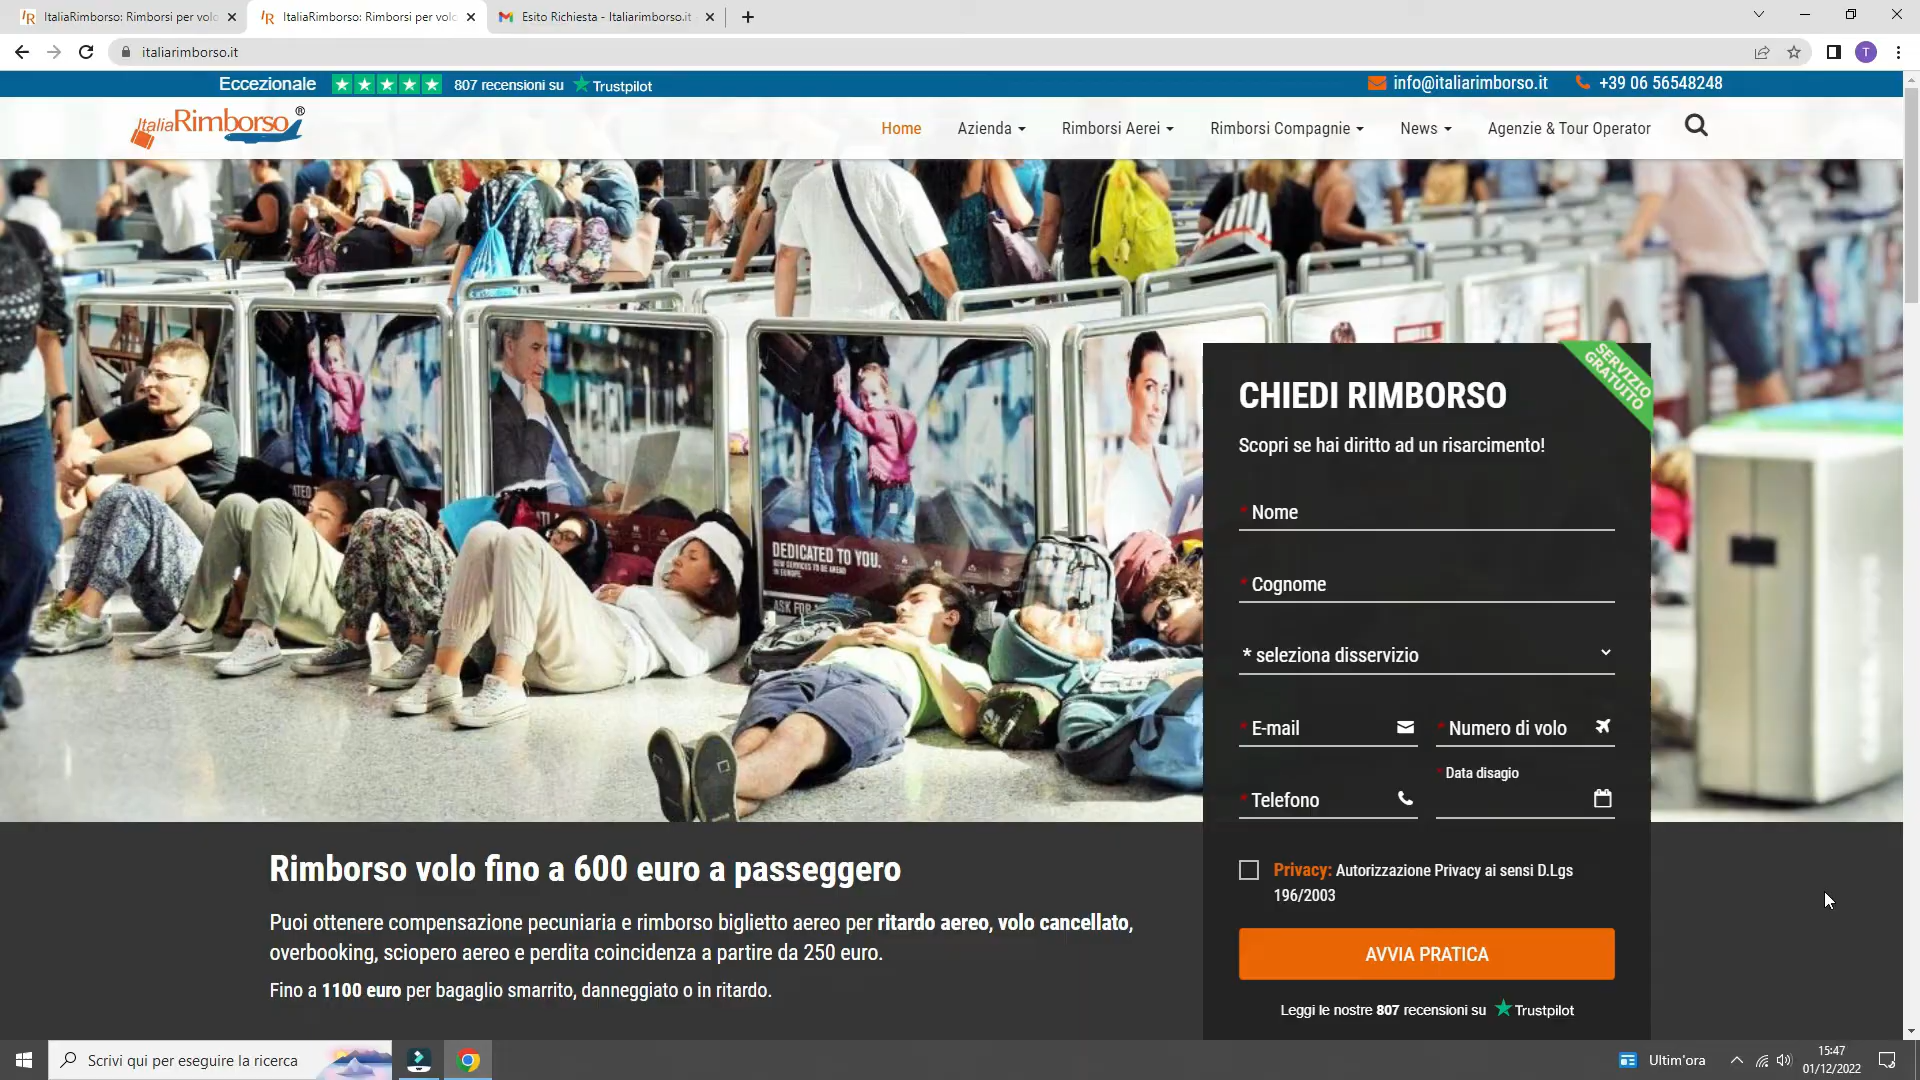 ItaliaRimborso: Rimborsi per volo
ItaliaRimborso: Rimborsi per volo
Esito Richiesta - Italiarimborso.it
italiarimborso.it
T
Eccezionale
807 recensioni su
Trustpilot
info@italiarimborso.it
+39 06 56548248
ItaliaRimborso®
Home
Azienda
Rimborsi Aerei
Rimborsi Compagnie
News
Agenzie & Tour Operator
SERVIZIO
GRATUITO
CHIEDI RIMBORSO
Scopri se hai diritto ad un risarcimento!
* Nome
* Cognome
* seleziona disservizio
* E-mail
* Numero di volo
* Data disagio
* Telefono
Privacy: Autorizzazione Privacy ai sensi D.Lgs
196/2003
AVVIA PRATICA
Leggi le nostre 807 recensioni su
Trustpilot
DEDICATED TO YOU.
ASK FOR
Rimborso volo fino a 600 euro a passeggero
Puoi ottenere compensazione pecuniaria e rimborso biglietto aereo per ritardo aereo, volo cancellato,
overbooking, sciopero aereo e perdita coincidenza a partire da 250 euro.
Fino a 1100 euro per bagaglio smarrito, danneggiato o in ritardo.
Scrivi qui per eseguire la ricerca
Ultim'ora
15:47
01/12/2022